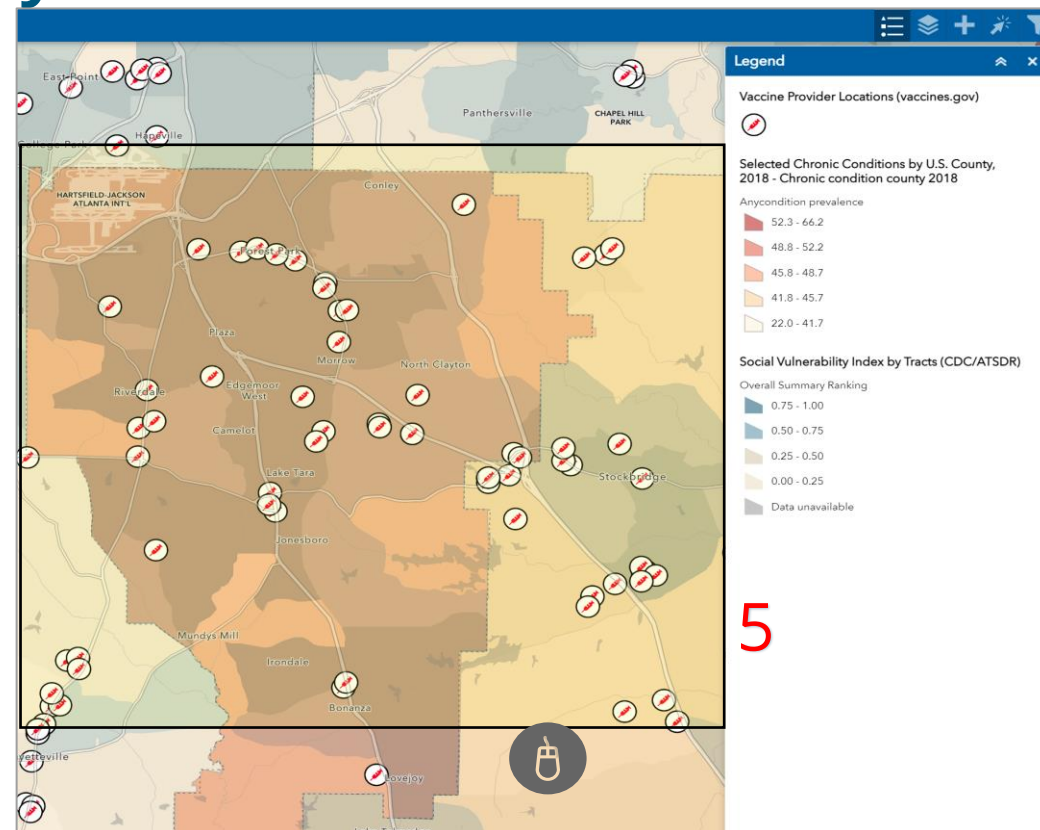 East Point
Panthersville
CHAPEL HILL
PARK
Hapeville
College Park
HARTSFIELD-JACKSON
ATLANTA INT'L
Conley
Forest Park
Plaza
Morrow
North Clayton
Riverdale
Edgemoor
West
Camelot
Lake Tara
Stockbridge
Jonesboro
Mundys Mill
Irondale
Bonanza
yetteville
Lovejoy
Legend
Vaccine Provider Locations (vaccines.gov)
Selected Chronic Conditions by U.S. County,
2018 - Chronic condition county 2018
Anycondition prevalence
52.3 - 66.2
48.8 - 52.2
45.8 - 48.7
41.8 - 45.7
22.0 - 41.7
Social Vulnerability Index by Tracts (CDC/ATSDR)
Overall Summary Ranking
0.75 - 1.00
0.50 - 0.75
0.25 - 0.50
0.00 - 0.25
Data unavailable
5